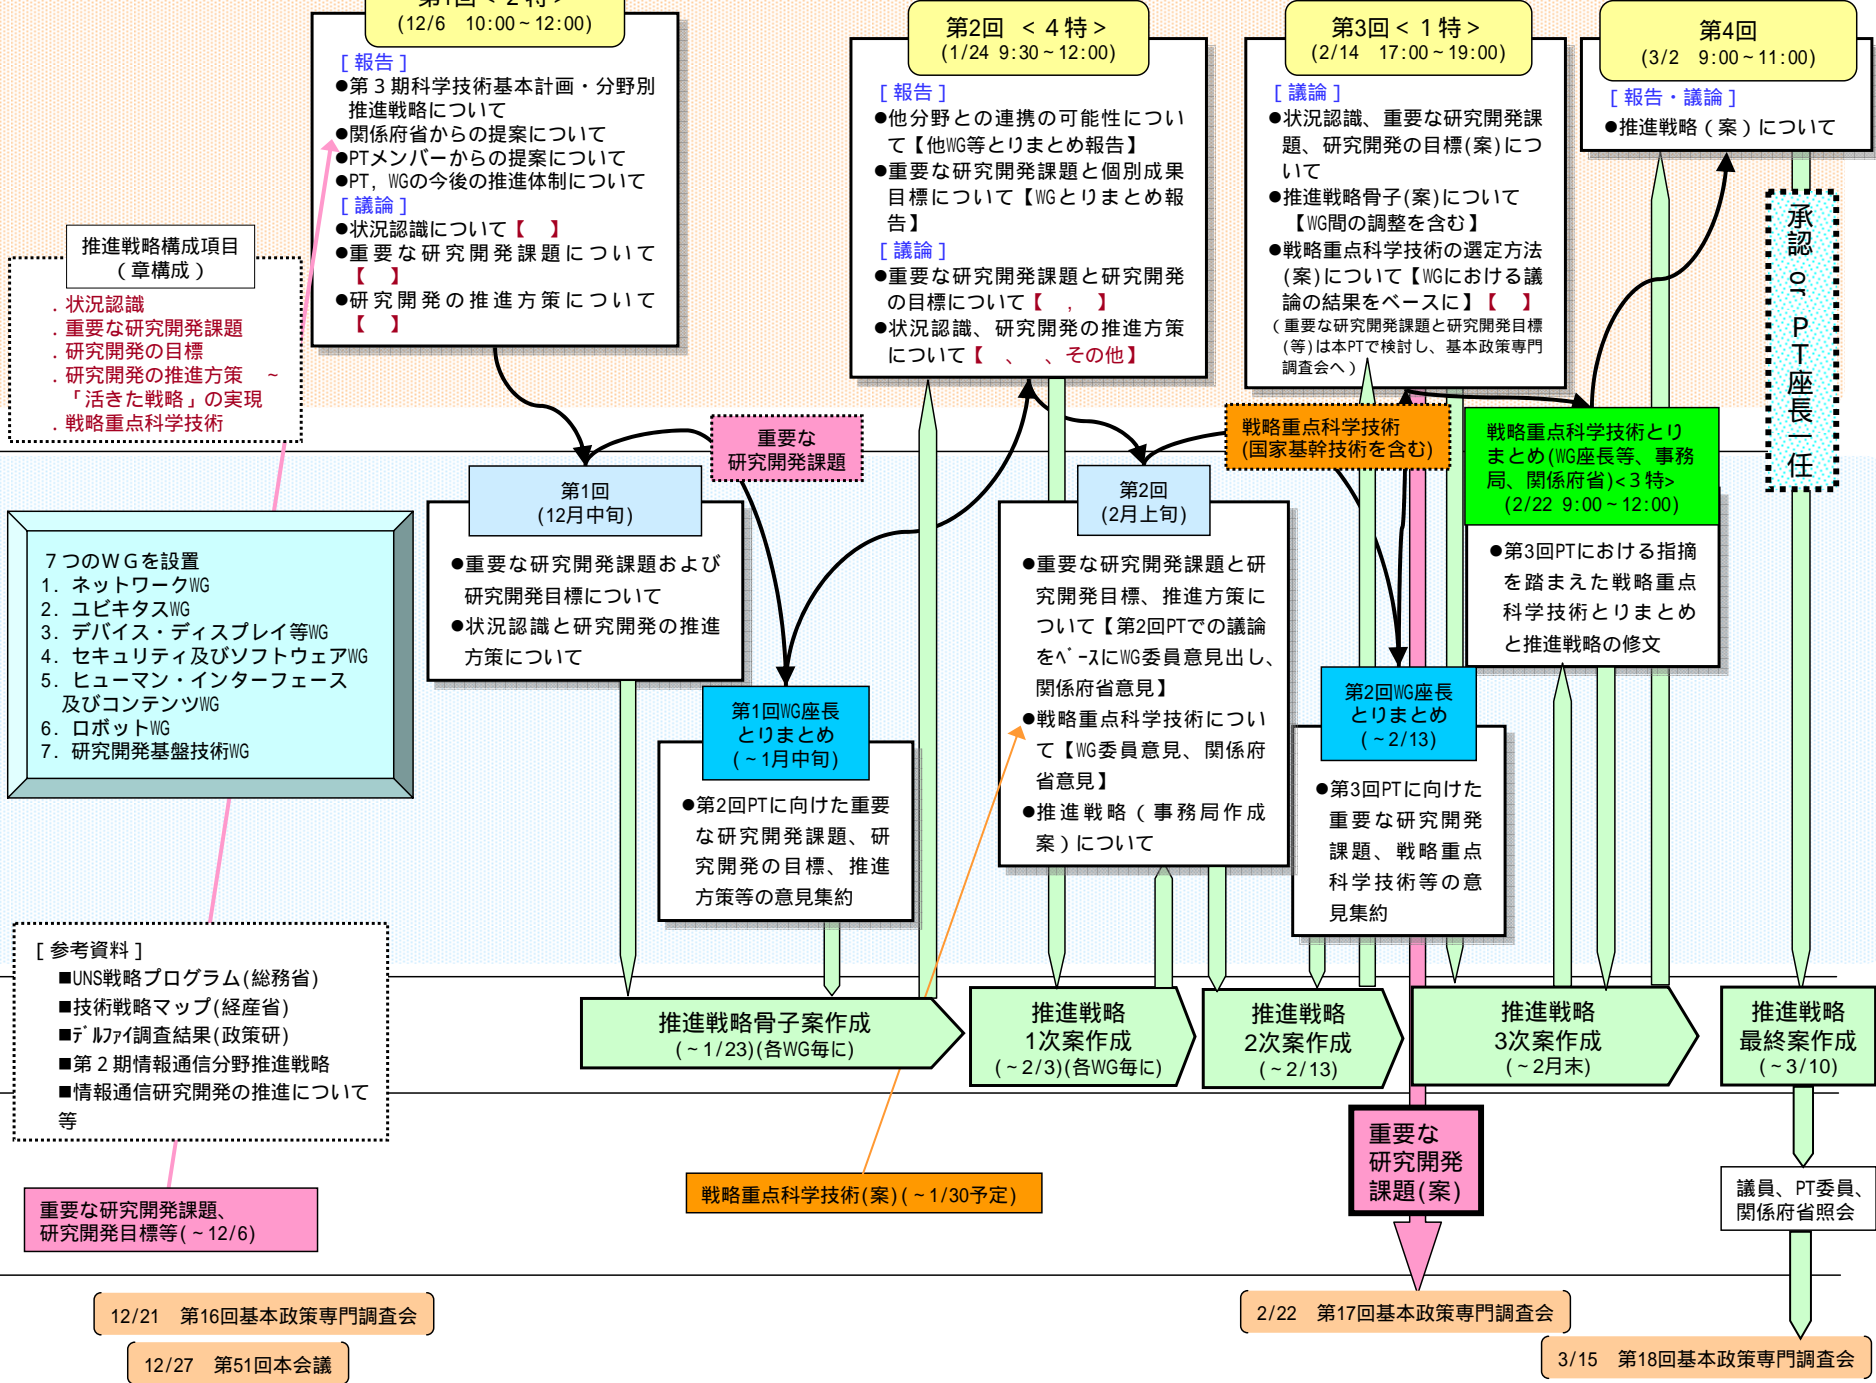 第1回＜２特＞
(12/6　10:00～12:00)
［報告］
●第３期科学技術基本計画・分野別
推進戦略について
●関係府省からの提案について
●PTメンバーからの提案について
●PT，WGの今後の推進体制について
［議論］
●状況認識について【　】
●重要な研究開発課題について
【　】
●研究開発の推進方策について
【　】
第2回　＜４特＞
(1/24 9:30～12:00)
［報告］
●他分野との連携の可能性につい
て【他WG等とりまとめ報告】
●重要な研究開発課題と個別成果
目標について【WGとりまとめ報
告】
［議論］
●重要な研究開発課題と研究開発
の目標について【　，　】
●状況認識、研究開発の推進方策
について【　、　、その他】
第3回＜１特＞
(2/14　17:00～19:00)
［議論］
●状況認識、重要な研究開発課
題、研究開発の目標(案)につ
いて
●推進戦略骨子(案)について
【WG間の調整を含む】
●戦略重点科学技術の選定方法
(案)について【WGにおける議
論の結果をベースに】【　】
（重要な研究開発課題と研究開発目標
(等)は本PTで検討し、基本政策専門
調査会へ）
第4回
(3/2　9:00～11:00)
［報告・議論］
●推進戦略（案）について
承認 or PT座長一任
推進戦略構成項目
（章構成）
．状況認識
．重要な研究開発課題
．研究開発の目標
．研究開発の推進方策　～
「活きた戦略」の実現
．戦略重点科学技術
重要な
研究開発課題
戦略重点科学技術
(国家基幹技術を含む)
戦略重点科学技術とり
まとめ(WG座長等、事務
局、関係府省)<３特>
(2/22 9:00～12:00)
●第3回PTにおける指摘
を踏まえた戦略重点
科学技術とりまとめ
と推進戦略の修文
７つのＷＧを設置
1. ネットワークWG
2. ユビキタスWG
3. デバイス・ディスプレイ等WG
4. セキュリティ及びソフトウェアWG
5. ヒューマン・インターフェース
及びコンテンツWG
6. ロボットWG
7. 研究開発基盤技術WG
第1回
(12月中旬)
●重要な研究開発課題および
研究開発目標について
●状況認識と研究開発の推進
方策について
第1回WG座長
とりまとめ
(～1月中旬)
●第2回PTに向けた重要
な研究開発課題、研
究開発の目標、推進
方策等の意見集約
第2回
(2月上旬)
●重要な研究開発課題と研
究開発目標、推進方策に
ついて【第2回PTでの議論
をﾍﾞｰｽにWG委員意見出し、
関係府省意見】
●戦略重点科学技術につい
て【WG委員意見、関係府
省意見】
●推進戦略（事務局作成
案）について
第2回WG座長
とりまとめ
(～2/13)
●第3回PTに向けた
重要な研究開発
課題、戦略重点
科学技術等の意
見集約
［参考資料］
■UNS戦略プログラム(総務省)
■技術戦略マップ(経産省)
■ﾃﾞﾙﾌｧｲ調査結果(政策研)
■第２期情報通信分野推進戦略
■情報通信研究開発の推進について
等
推進戦略骨子案作成
(～1/23)(各WG毎に)
推進戦略
1次案作成
(～2/3)(各WG毎に)
推進戦略
2次案作成
(～2/13)
推進戦略
3次案作成
(～2月末)
推進戦略
最終案作成
(～3/10)
重要な研究開発課題、
研究開発目標等(～12/6)
戦略重点科学技術(案)(～1/30予定)
重要な
研究開発
課題(案)
議員、PT委員、
関係府省照会
12/21　第16回基本政策専門調査会
12/27　第51回本会議
2/22　第17回基本政策専門調査会
3/15　第18回基本政策専門調査会